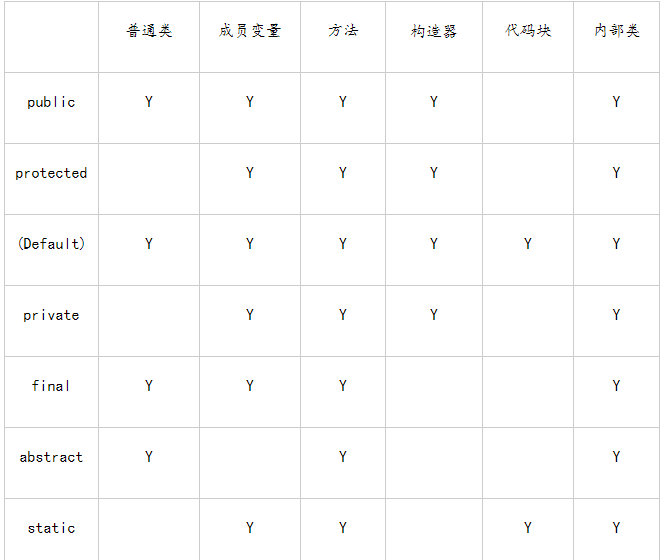 普通类 成员变量 方法 构造器 代码块 内部类
public Y Y Y Y Y
protected Y Y Y Y
(Default) Y Y Y Y Y Y
private Y Y Y Y
final Y Y Y Y
abstract Y Y Y
static Y Y Y Y